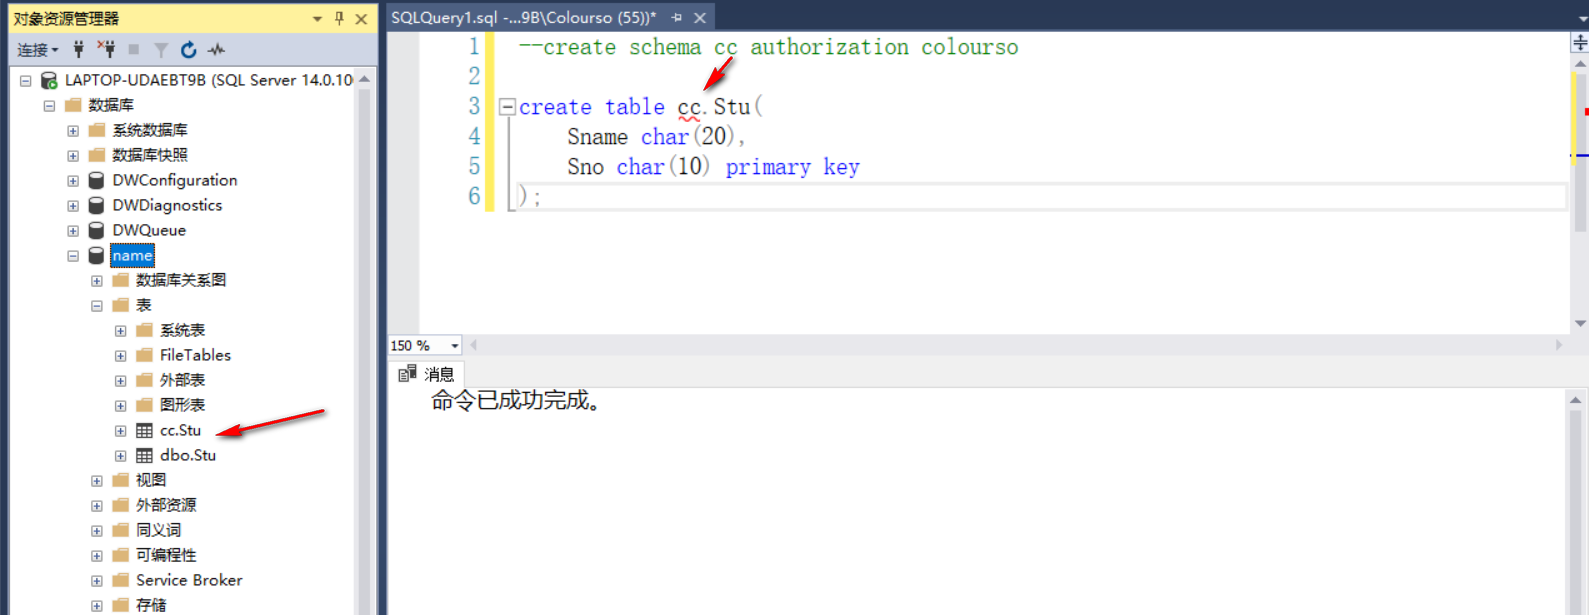 对象资源管理器
连接
LAPTOP-UDAEBT9B (SQL Server 14.0.10
数据库
系统数据库
数据库快照
DWConfiguration
DWDiagnostics
DWQueue
name
数据库关系图
表
系统表
FileTables
外部表
图形表
cc.Stu
dbo.Stu
视图
外部资源
同义词
可编程性
Service Broker
存储
SQLQuery1.sql -...9B\Colourso (55))*
1 --create schema cc authorization colourso
2
3 create table cc.Stu(
4 Sname char(20),
5 Sno char(10) primary key
6 );
150 %
消息
命令已成功完成。